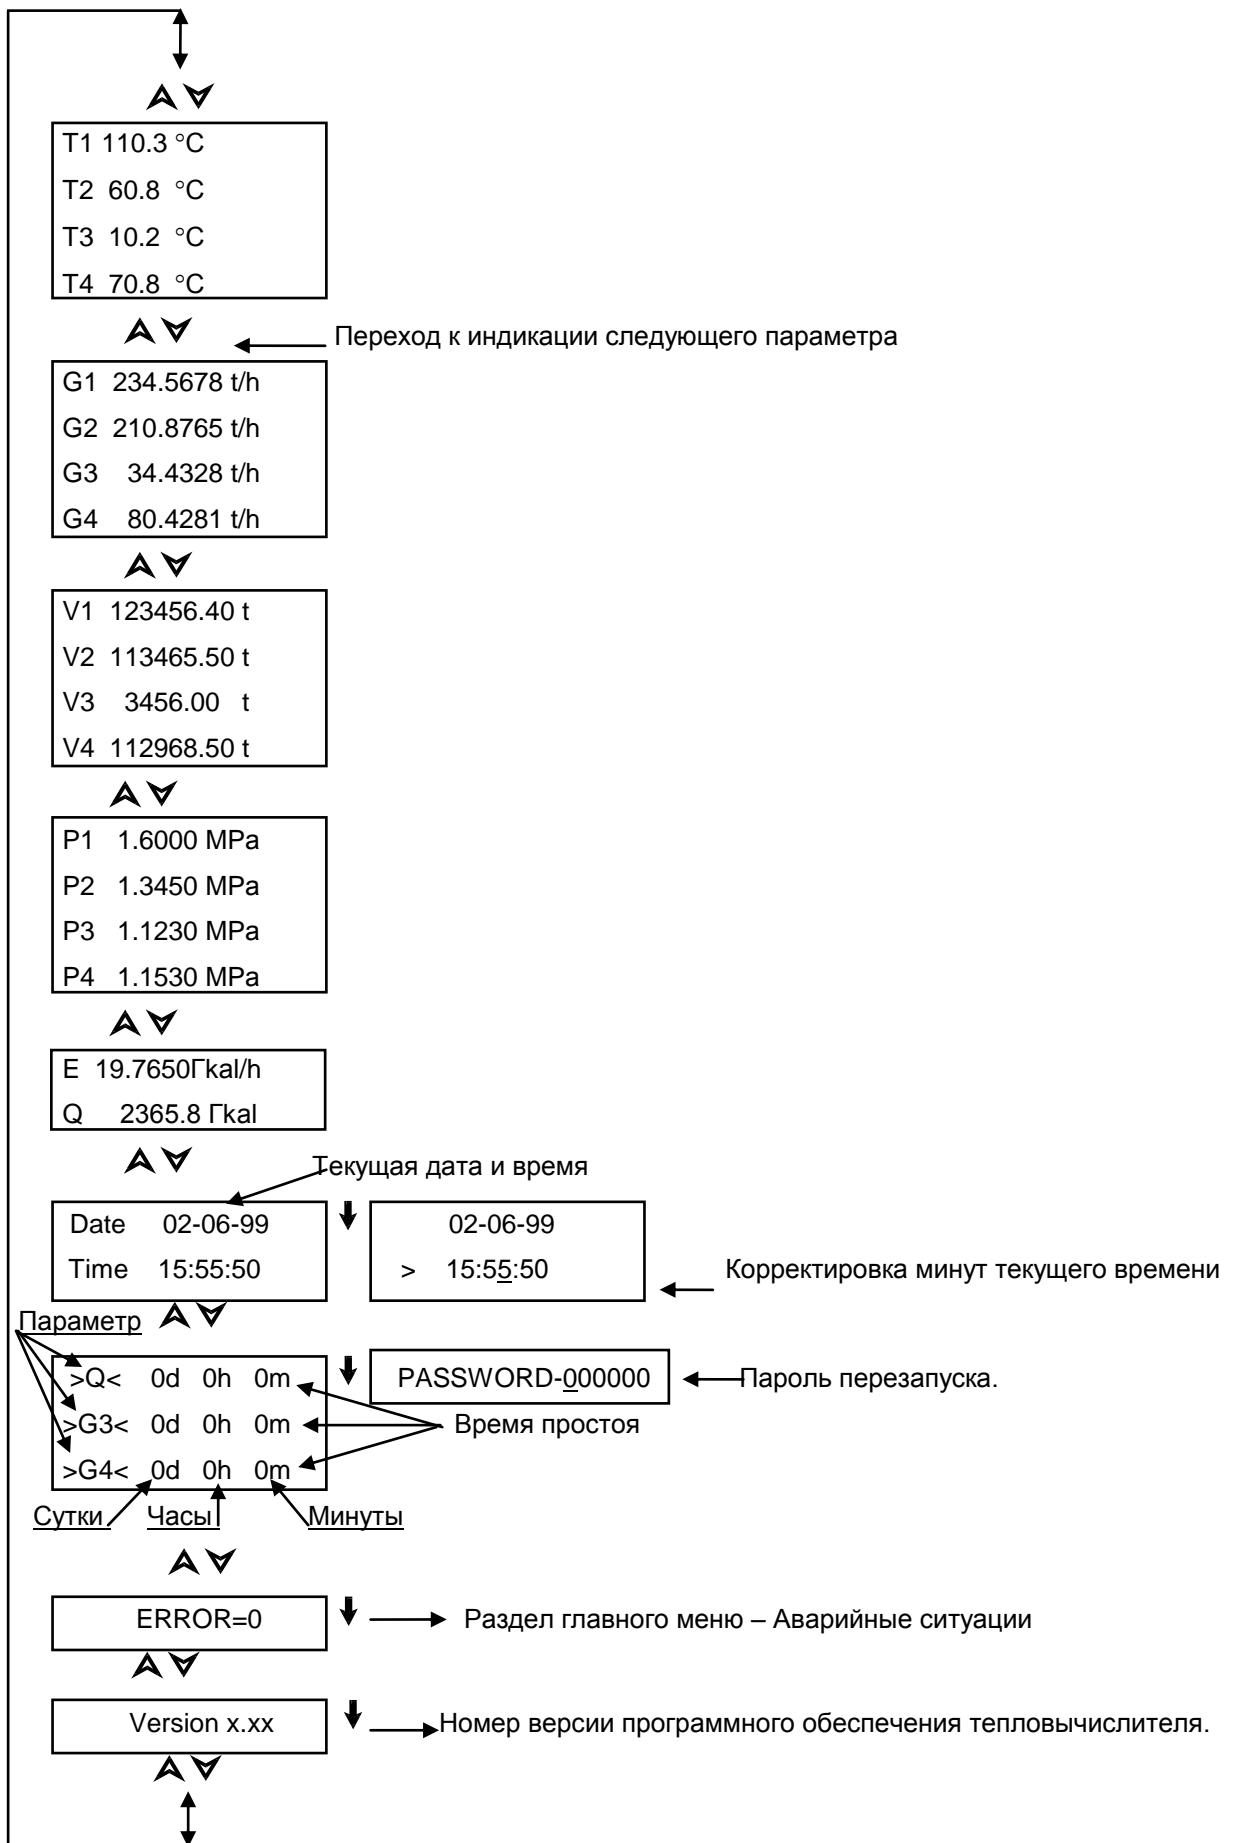 T1 110.3 °C
T2 60.8 °C
T3 10.2 °C
T4 70.8 °C
Переход к индикации следующего параметра
G1 234.5678 t/h
G2 210.8765 t/h
G3 34.4328 t/h
G4 80.4281 t/h
V1 123456.40 t
V2 113465.50 t
V3 3456.00 t
V4 112968.50 t
P1 1.6000 MPa
P2 1.3450 MPa
P3 1.1230 MPa
P4 1.1530 MPa
E 19.7650Гkal/h
Q 2365.8 Гkal
Текущая дата и время
Date 02-06-99
Time 15:55:50
02-06-99
> 15:55:50
Корректировка минут текущего времени
Параметр
>Q< 0d 0h 0m
>G3< 0d 0h 0m
>G4< 0d 0h 0m
PASSWORD-000000
Пароль перезапуска.
Время простоя
Сутки Часы Минуты
ERROR=0
Раздел главного меню – Аварийные ситуации
Version x.xx
Номер версии программного обеспечения тепловычислителя.